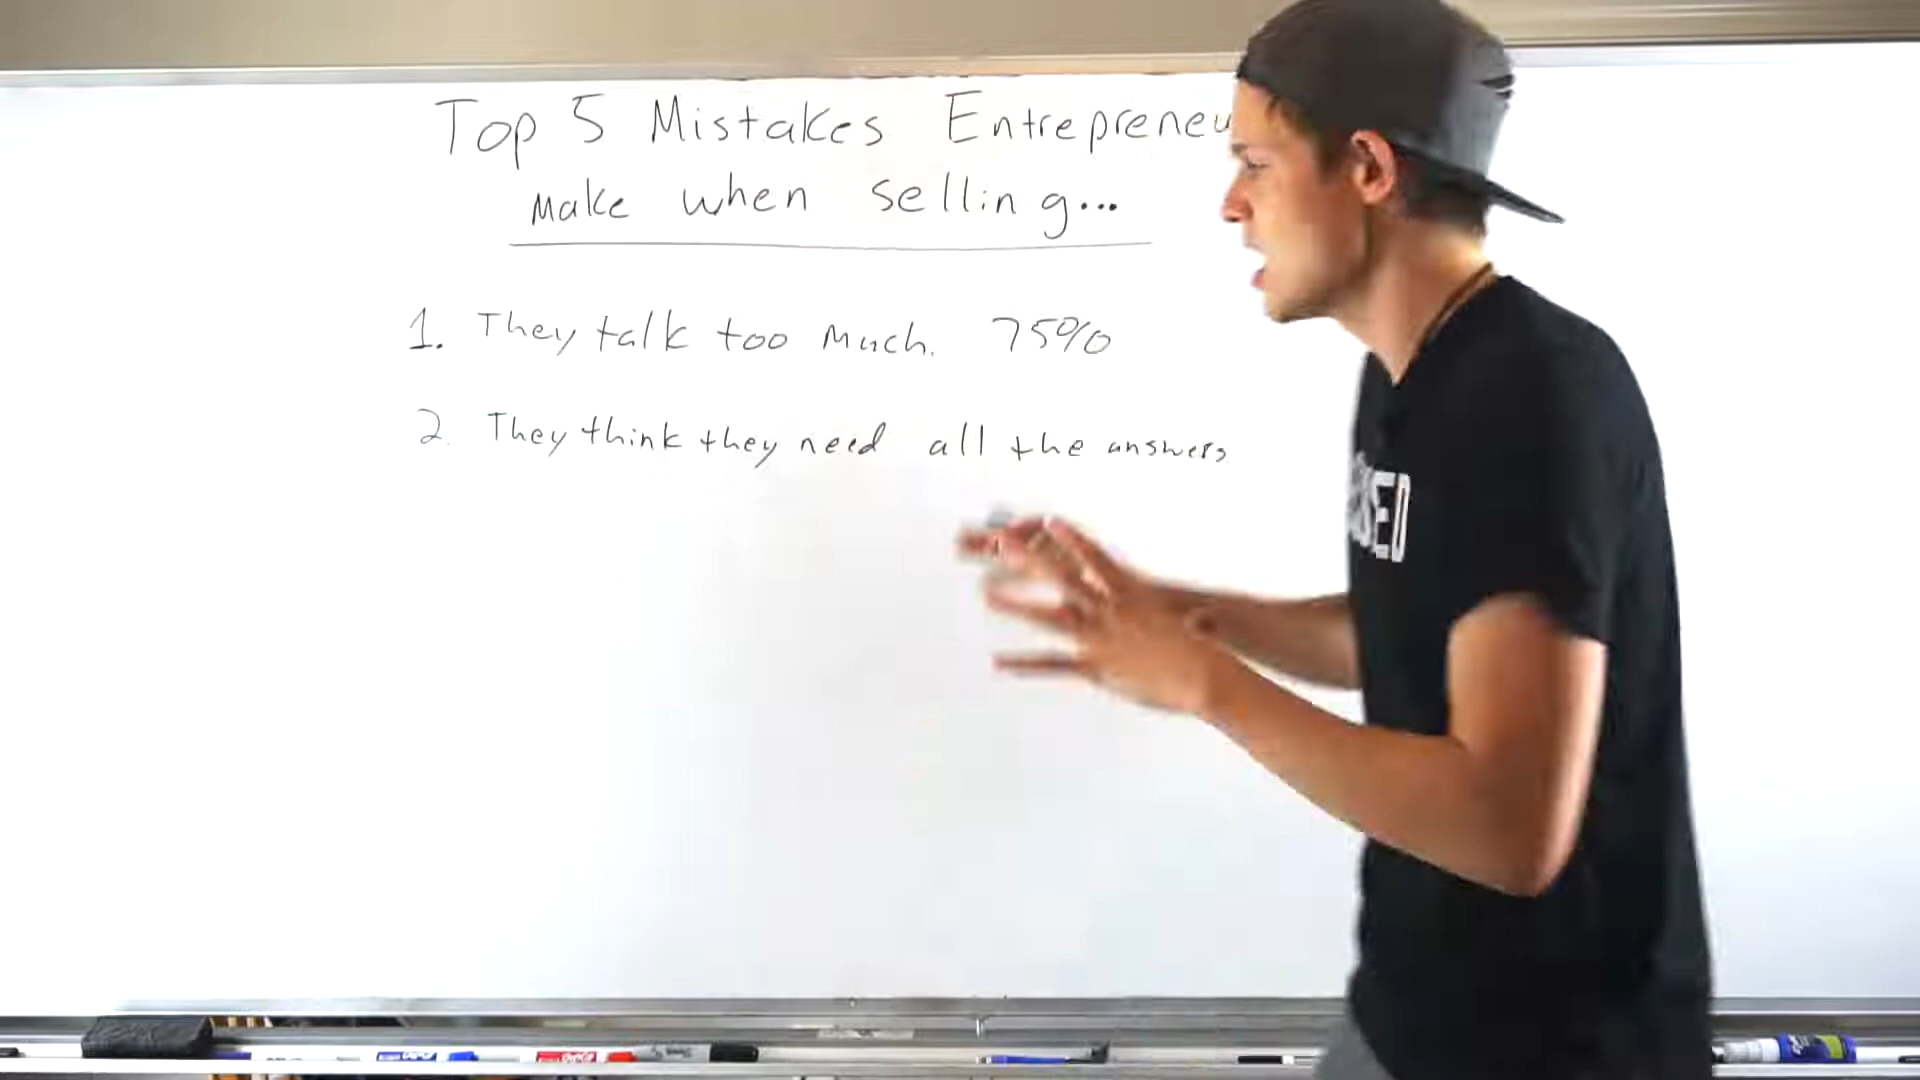 Top 5 Mistakes Entrepreneu
make when selling...
1. They talk too much. 75%
2. They think they need all the answers
EXPO